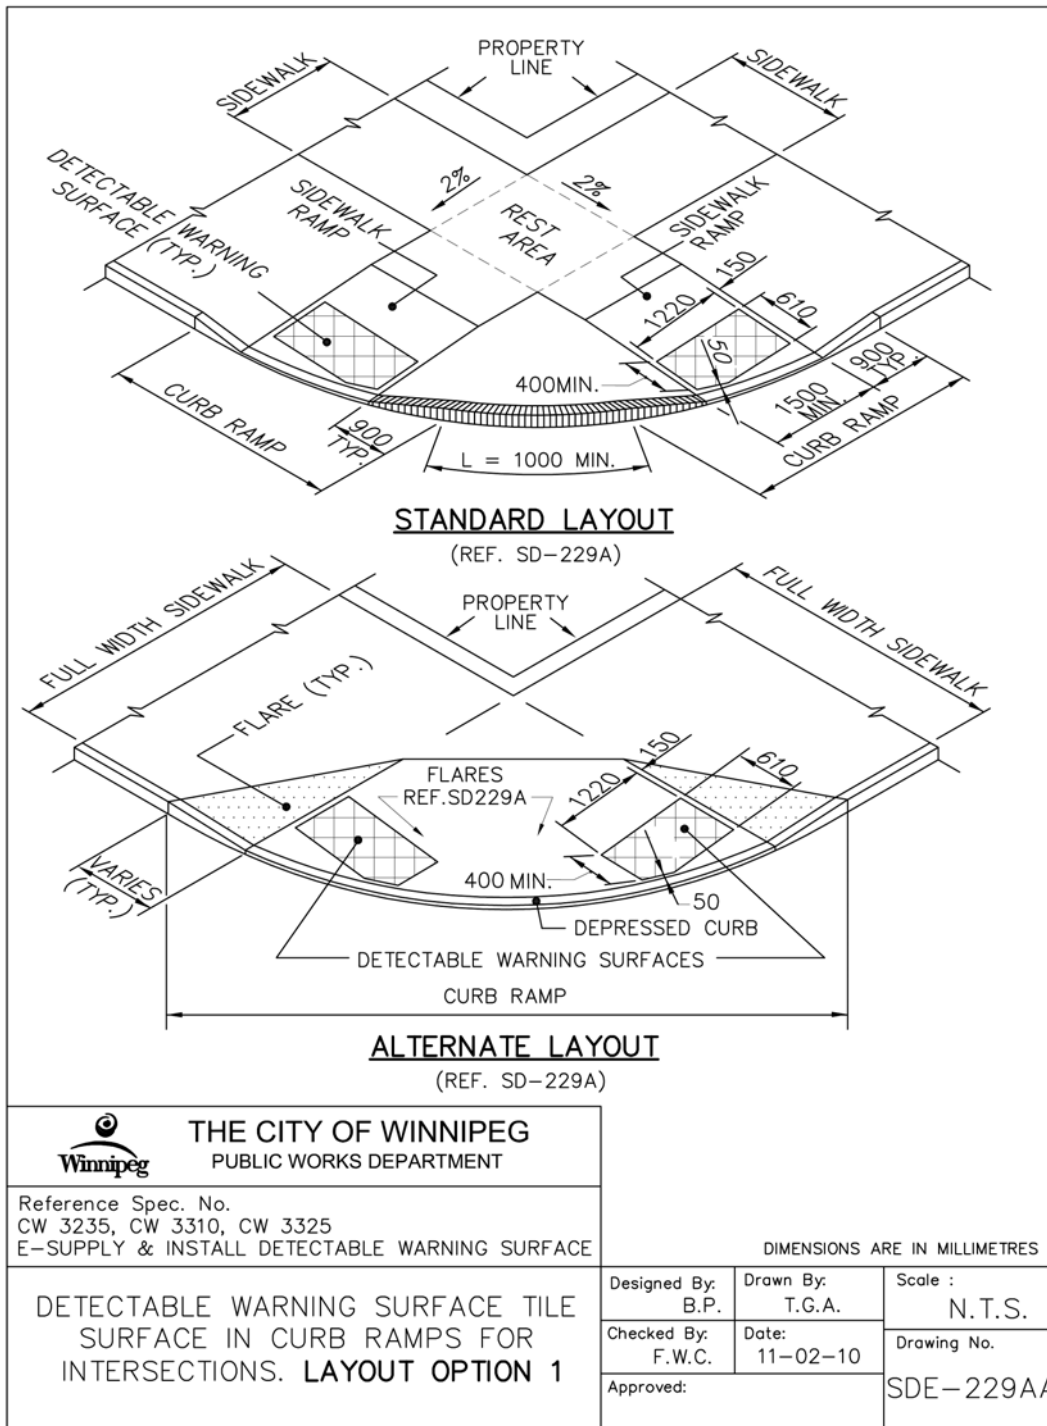 PROPERTY
LINE
SIDEWALK
SIDEWALK
DETECTABLE WARNING
SURFACE (TYP.)
SIDEWALK
RAMP
2%
2%
REST
AREA
SIDEWALK
RAMP
150
1220
610
50
400MIN.
900
TYP.
1500
MIN.
CURB RAMP
CURB RAMP
900
TYP.
L = 1000 MIN.
STANDARD LAYOUT
(REF. SD-229A)
FULL WIDTH SIDEWALK
PROPERTY
LINE
FULL WIDTH SIDEWALK
FLARE (TYP.)
FLARES
REF.SD229A
150
1220
610
400 MIN.
50
VARIES
(TYP.)
DEPRESSED CURB
DETECTABLE WARNING SURFACES
CURB RAMP
ALTERNATE LAYOUT
(REF. SD-229A)
Winnipeg
THE CITY OF WINNIPEG
PUBLIC WORKS DEPARTMENT
Reference Spec. No.
CW 3235, CW 3310, CW 3325
E-SUPPLY & INSTALL DETECTABLE WARNING SURFACE
DIMENSIONS ARE IN MILLIMETRES
DETECTABLE WARNING SURFACE TILE
SURFACE IN CURB RAMPS FOR
INTERSECTIONS. LAYOUT OPTION 1
Designed By:
B.P.
Drawn By:
T.G.A.
Scale :
N.T.S.
Checked By:
F.W.C.
Date:
11-02-10
Drawing No.
SDE-229AA
Approved: